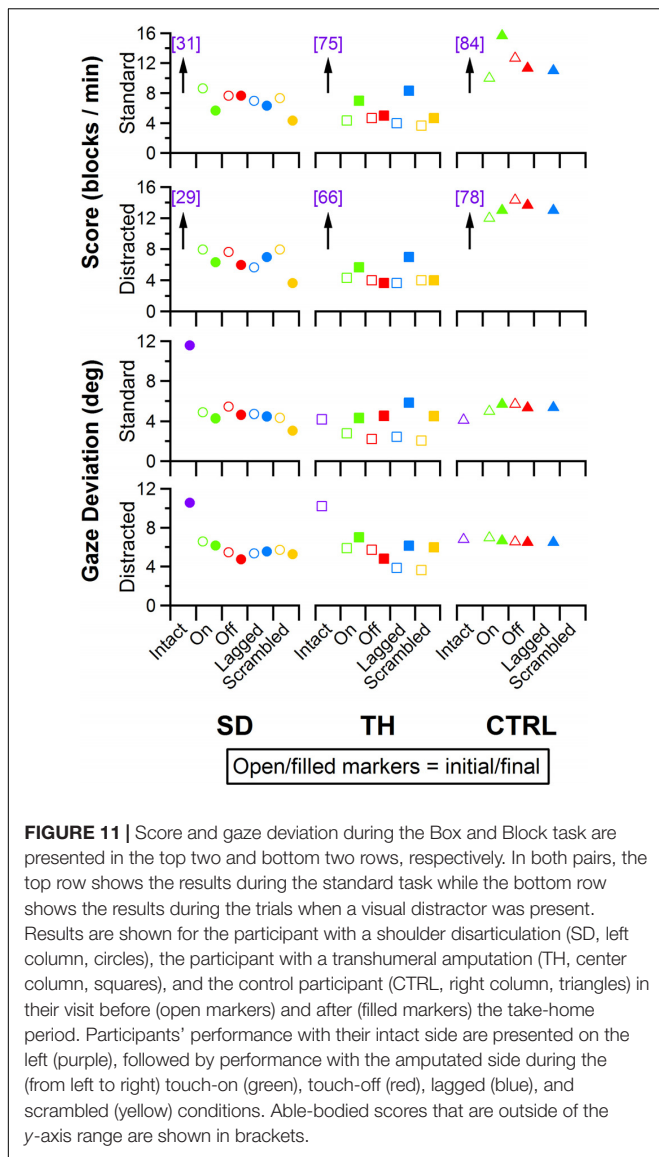 Score (blocks / min)
Standard
16
12
8
4
0
[31]
[75]
[84]
Distracted
16
12
8
4
0
[29]
[66]
[78]
Gaze Deviation (deg)
Standard
12
8
4
0
Distracted
12
8
4
0
Intact
On
Off
Lagged
Scrambled
Intact
On
Off
Lagged
Scrambled
Intact
On
Off
Lagged
Scrambled
SD
TH
CTRL
Open/filled markers = initial/final
FIGURE 11 | Score and gaze deviation during the Box and Block task are
presented in the top two and bottom two rows, respectively. In both pairs, the
top row shows the results during the standard task while the bottom row
shows the results during the trials when a visual distractor was present.
Results are shown for the participant with a shoulder disarticulation (SD, left
column, circles), the participant with a transhumeral amputation (TH, center
column, squares), and the control participant (CTRL, right column, triangles) in
their visit before (open markers) and after (filled markers) the take-home
period. Participants' performance with their intact side are presented on the
left (purple), followed by performance with the amputated side during the
(from left to right) touch-on (green), touch-off (red), lagged (blue), and
scrambled (yellow) conditions. Able-bodied scores that are outside of the
y-axis range are shown in brackets.